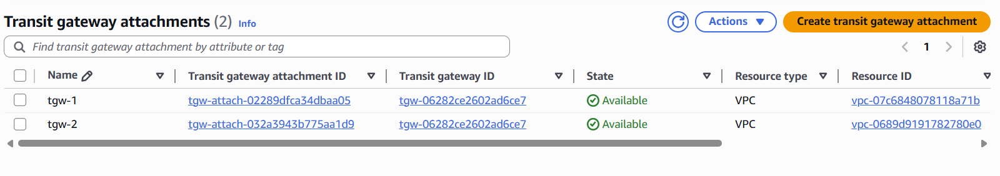 Transit gateway attachments (2) Info
Actions
Create transit gateway attachment
Find transit gateway attachment by attribute or tag
1
Name Transit gateway attachment ID Transit gateway ID State Resource type Resource ID
tgw-1 tgw-attach-02289dfca34dbaa05 tgw-06282ce2602ad6ce7 Available VPC vpc-07c6848078118a71b
tgw-2 tgw-attach-032a3943b775aa1d9 tgw-06282ce2602ad6ce7 Available VPC vpc-0689d9191782780e0